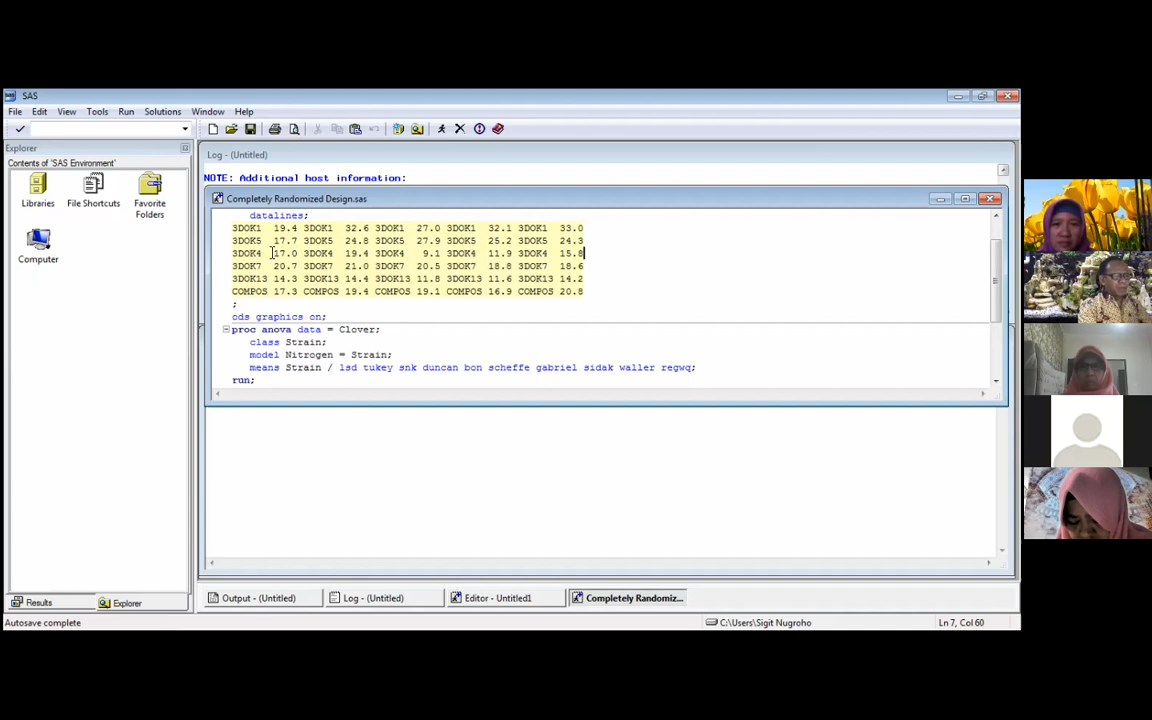 SAS
File Edit View Tools Run Solutions Window Help
Explorer
Contents of 'SAS Environment'
Libraries File Shortcuts Favorite Folders
Computer
Log - (Untitled)
NOTE: Additional host information:
Completely Randomized Design.sas
datalines;
3DOK1 19.4 3DOK1 32.6 3DOK1 27.0 3DOK1 32.1 3DOK1 33.0
3DOK5 17.7 3DOK5 24.8 3DOK5 27.9 3DOK5 25.2 3DOK5 24.3
3DOK4 17.0 3DOK4 19.4 3DOK4 9.1 3DOK4 11.9 3DOK4 15.8
3DOK7 20.7 3DOK7 21.0 3DOK7 20.5 3DOK7 18.8 3DOK7 18.6
3DOK13 14.3 3DOK13 14.4 3DOK13 11.8 3DOK13 11.6 3DOK13 14.2
COMPOS 17.3 COMPOS 19.4 COMPOS 19.1 COMPOS 16.9 COMPOS 20.8
;
ods graphics on;
proc anova data = Clover;
class Strain;
model Nitrogen = Strain;
means Strain / lsd tukey snk duncan bon scheffe gabriel sidak waller regwq;
run;
Results Explorer
Output - (Untitled) Log - (Untitled) Editor - Untitled1 Completely Randomiz...
Autosave complete C:\Users\Sigit Nugroho Ln 7, Col 60